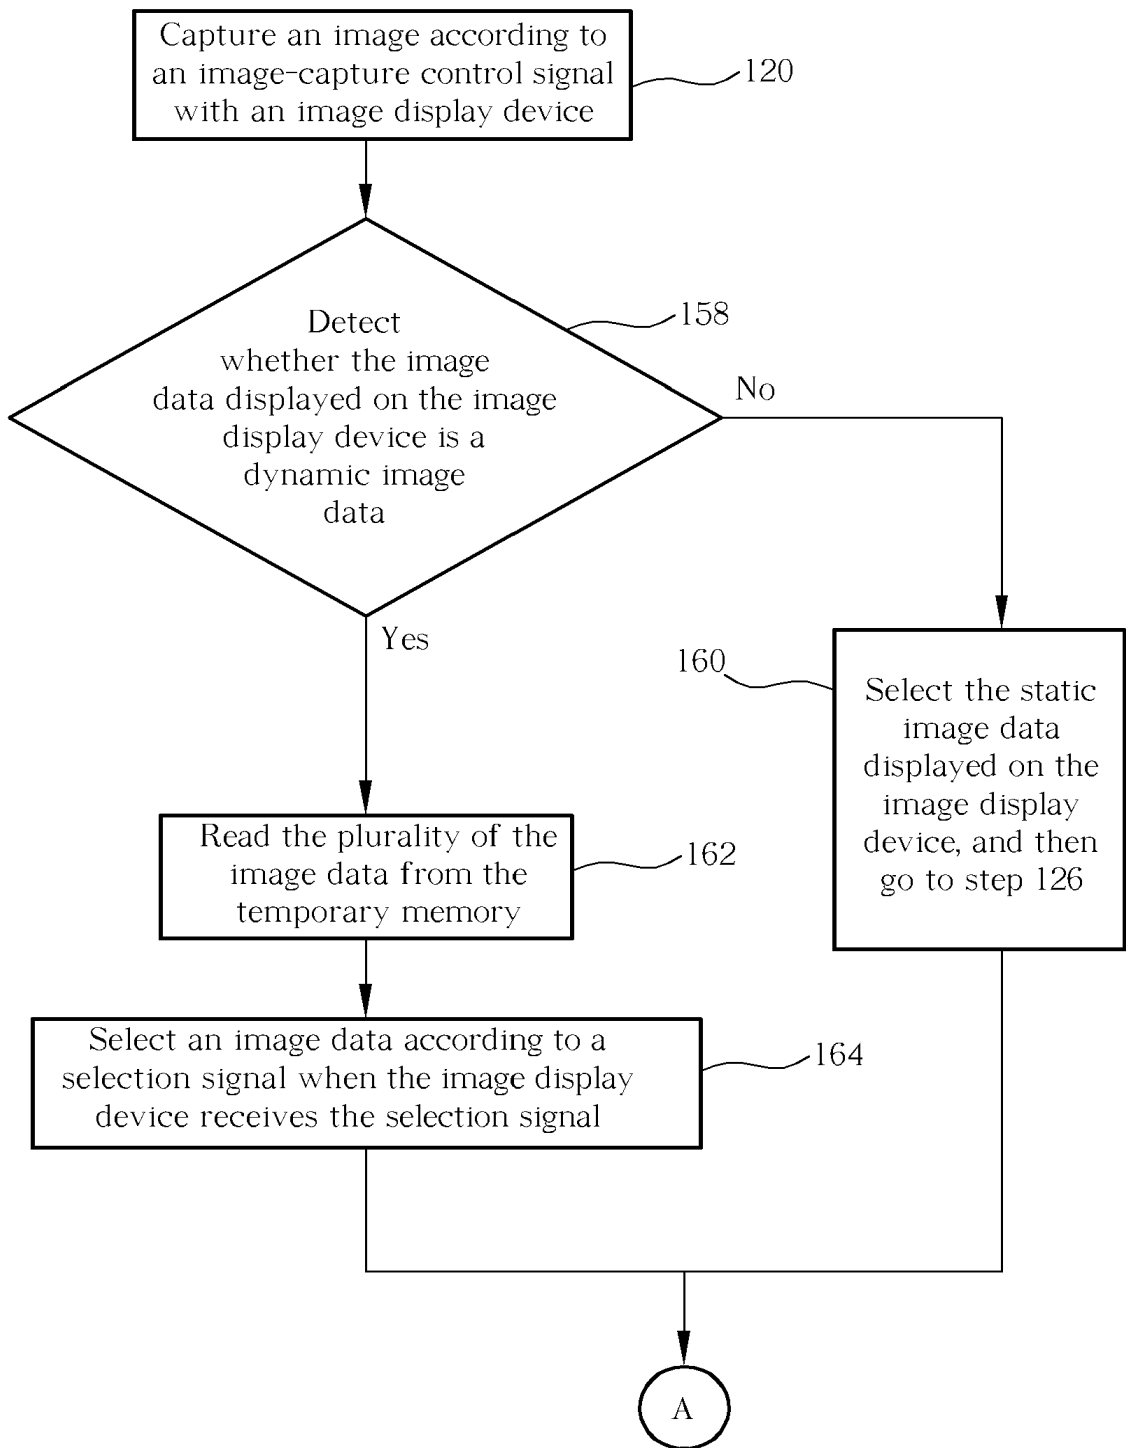 Capture an image according to
an image-capture control signal
with an image display device
120
Detect
whether the image
data displayed on the image
display device is a
dynamic image
data
158
No
Yes
160
Select the static
image data
displayed on the
image display
device, and then
go to step 126
Read the plurality of the
image data from the
temporary memory
162
Select an image data according to a
selection signal when the image display
device receives the selection signal
164
A